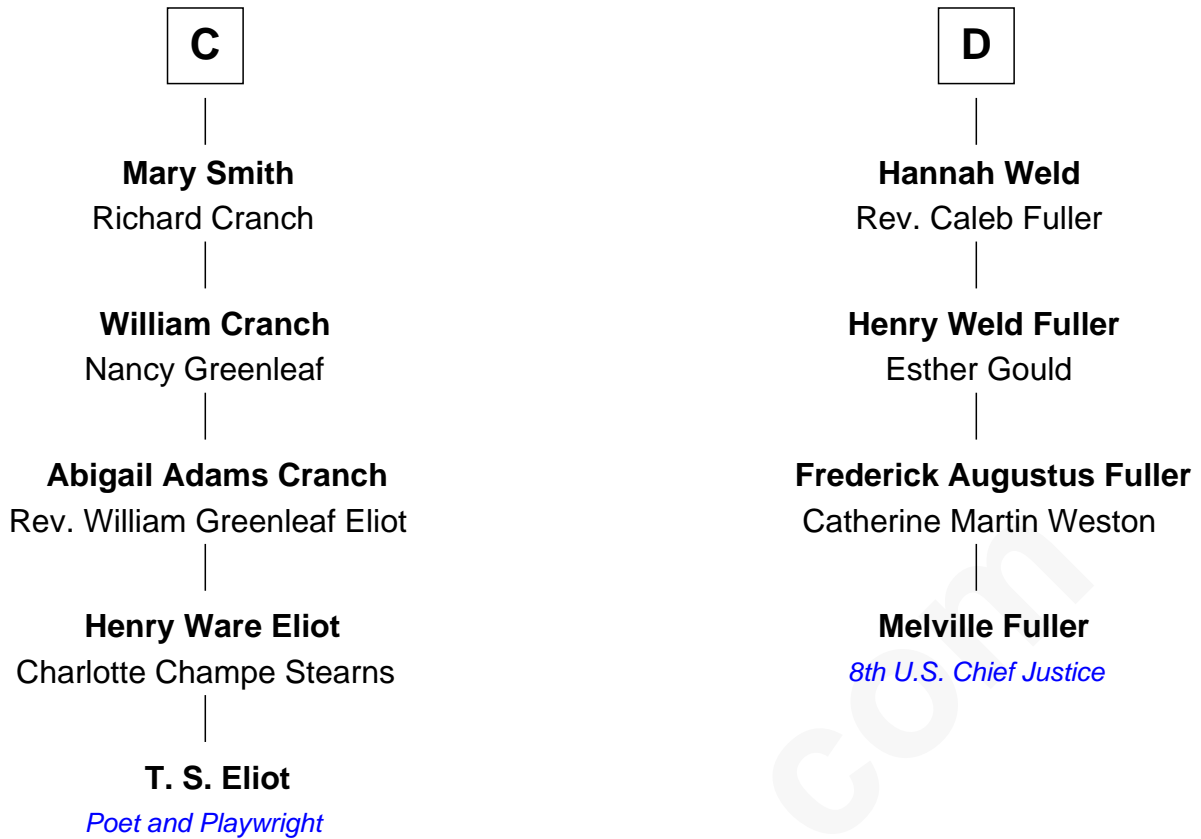 C
Mary Smith
Richard Cranch
William Cranch
Nancy Greenleaf
Abigail Adams Cranch
Rev. William Greenleaf Eliot
Henry Ware Eliot
Charlotte Champe Stearns
T. S. Eliot
Poet and Playwright
D
Hannah Weld
Rev. Caleb Fuller
Henry Weld Fuller
Esther Gould
Frederick Augustus Fuller
Catherine Martin Weston
Melville Fuller
8th U.S. Chief Justice
com